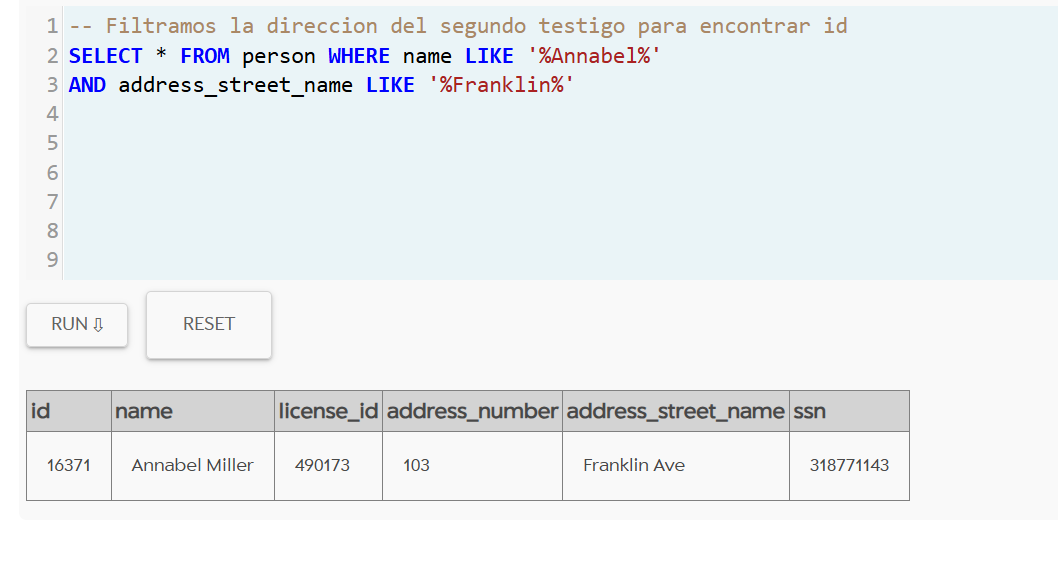 1 -- Filtramos la direccion del segundo testigo para encontrar id
2 SELECT * FROM person WHERE name LIKE '%Annabel%'
3 AND address_street_name LIKE '%Franklin%'
4
5
6
7
8
9
RUN ⇩ RESET
id name license_id address_number address_street_name ssn
16371 Annabel Miller 490173 103 Franklin Ave 318771143